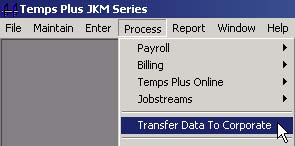 Temps Plus JKM Series
File Maintain Enter Process Report Window Help
Payroll
Billing
Temps Plus Online
Jobstreams
Transfer Data To Corporate